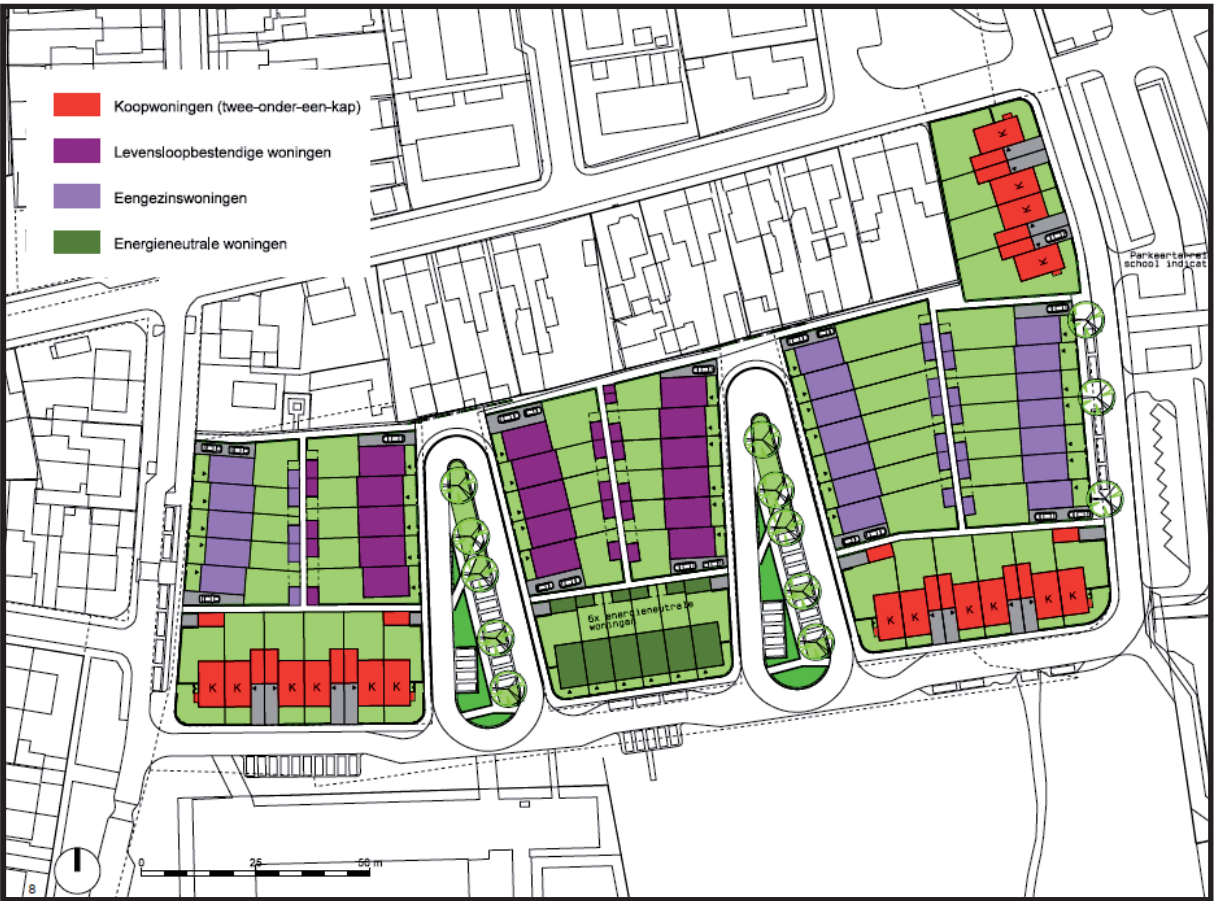 Koopwoningen (twee-onder-een-kap)
Levensloopbestendige woningen
Eengezinswoningen
Energieneutrale woningen
K
K
K
K
Parkeerterrei
school indicat
6x energieneutrale
woningen
K K K K K K
K K K K K K
0 25 50 m
8